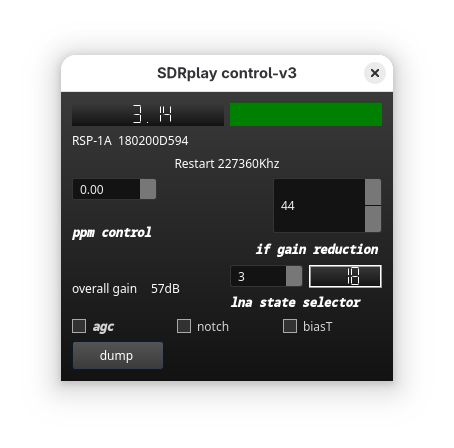 SDRplay control-v3
3.14
RSP-1A 180200D594
Restart 227360Khz
0.00
44
ppm control
if gain reduction
3
18
overall gain 57dB
lna state selector
agc
notch
biasT
dump